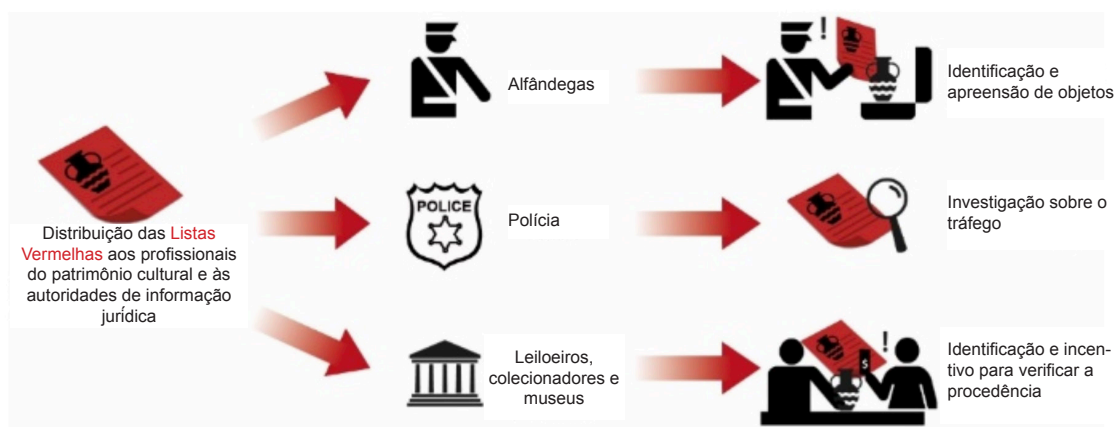 Distribuição das Listas
Vermelhas aos profissionais
do patrimônio cultural e às
autoridades de informação
jurídica
Alfândegas
Identificação e
apreensão de objetos
!
POLICE
Polícia
Investigação sobre o
tráfego
Leiloeiros,
colecionadores e
museus
Identificação e incen-
tivo para verificar a
procedência
!
$